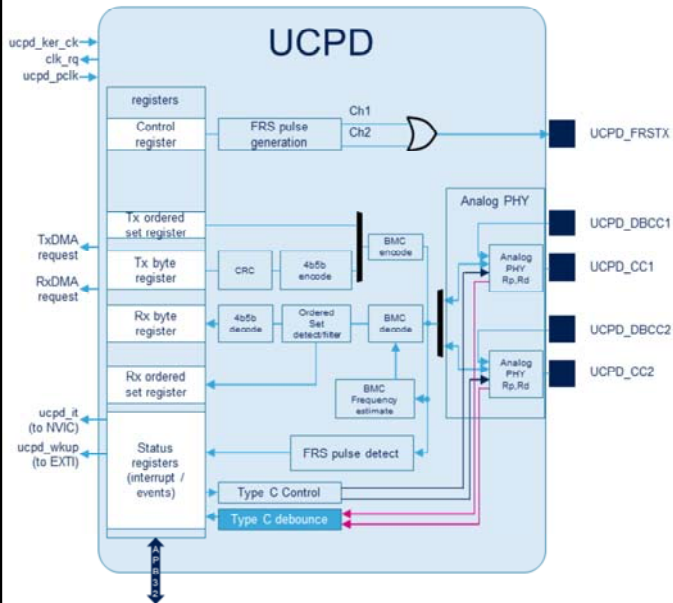 UCPD
ucpd_ker_ck
clk_rq
ucpd_pclk
registers
Control
register
FRS pulse
generation
Ch1
Ch2
UCPD_FRSTX
Tx ordered
set register
TxDMA
request
Tx byte
register
CRC
4b5b
encode
BMC
encode
Analog PHY
UCPD_DBCC1
Analog
PHY
Rp,Rd
UCPD_CC1
RxDMA
request
Rx byte
register
4b5b
decode
Ordered
Set
detect/filter
BMC
decode
UCPD_DBCC2
Analog
PHY
Rp,Rd
UCPD_CC2
Rx ordered
set register
BMC
Frequency
estimate
ucpd_it
(to NVIC)
ucpd_wkup
(to EXTI)
Status
registers
(interrupt /
events)
FRS pulse detect
Type C Control
Type C debounce
APB32